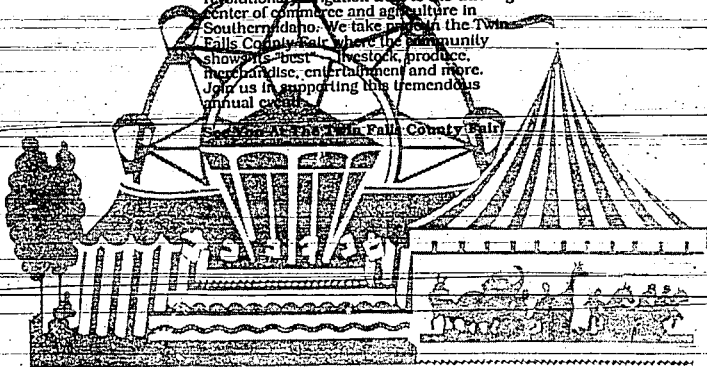 center of commerce and agriculture in
Southern Idaho. We take pride in the Twin
Falls County Fair, where the community
shows its "best" livestock, produce,
merchandise, entertainment and more.
Join us in supporting this tremendous
annual event.
See You At The Twin Falls County Fair!